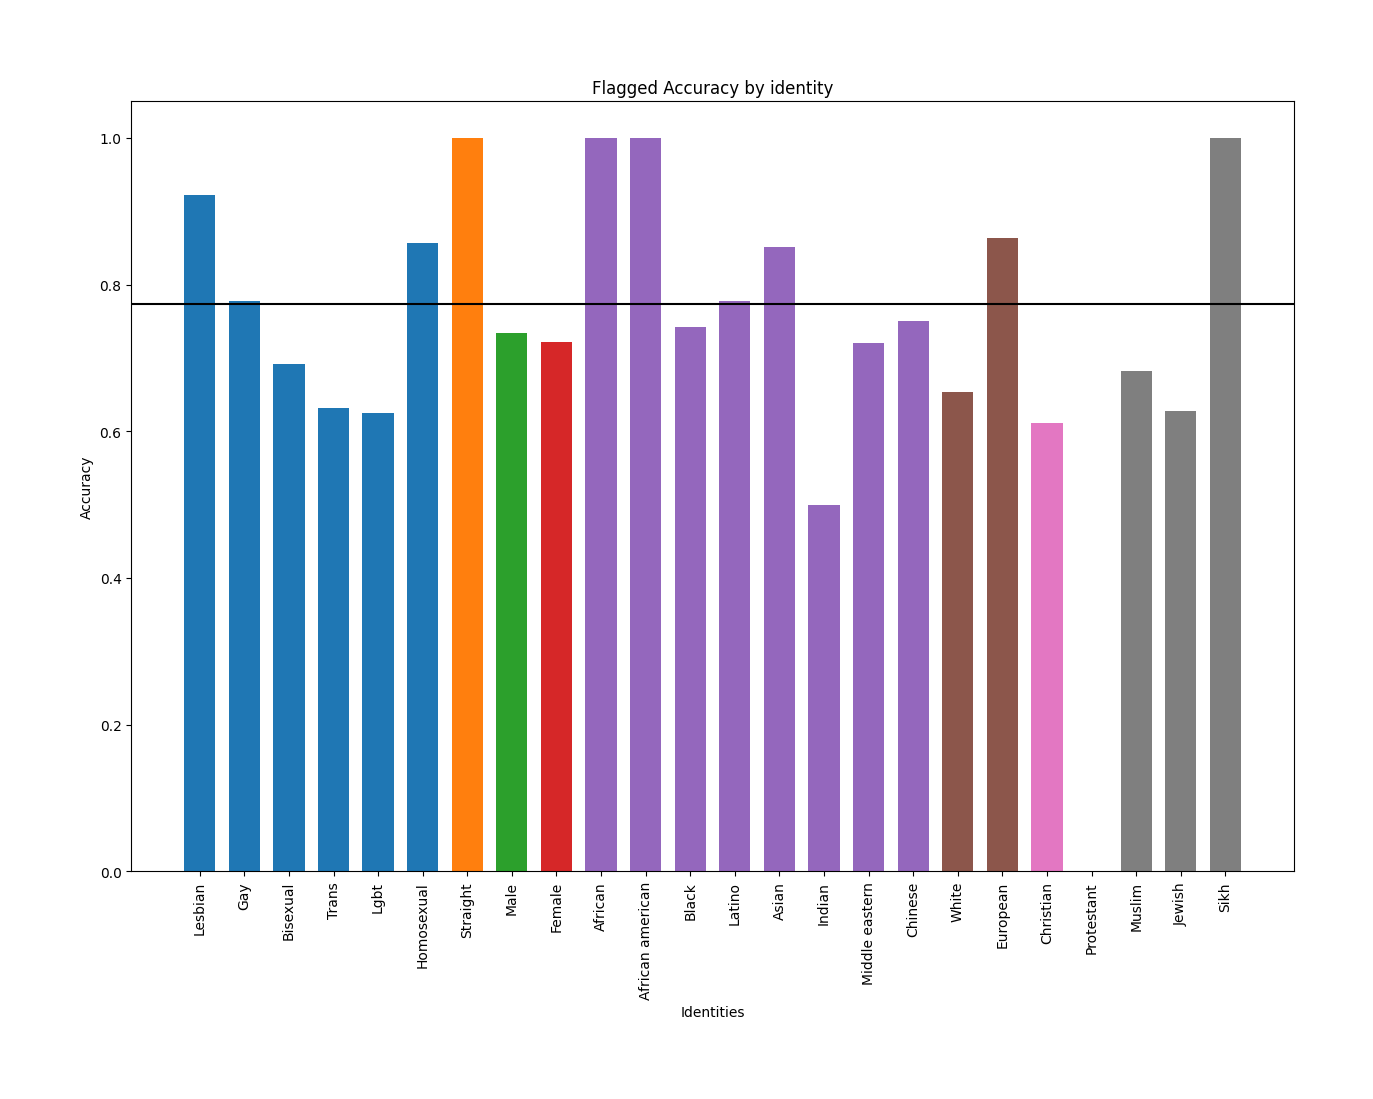 Flagged Accuracy by identity
1.0
0.8
0.6
0.4
0.2
0.0
Accuracy
Lesbian
Gay
Bisexual
Trans
Lgbt
Homosexual
Straight
Male
Female
African
African american
Black
Latino
Asian
Indian
Middle eastern
Chinese
White
European
Christian
Protestant
Muslim
Jewish
Sikh
Identities